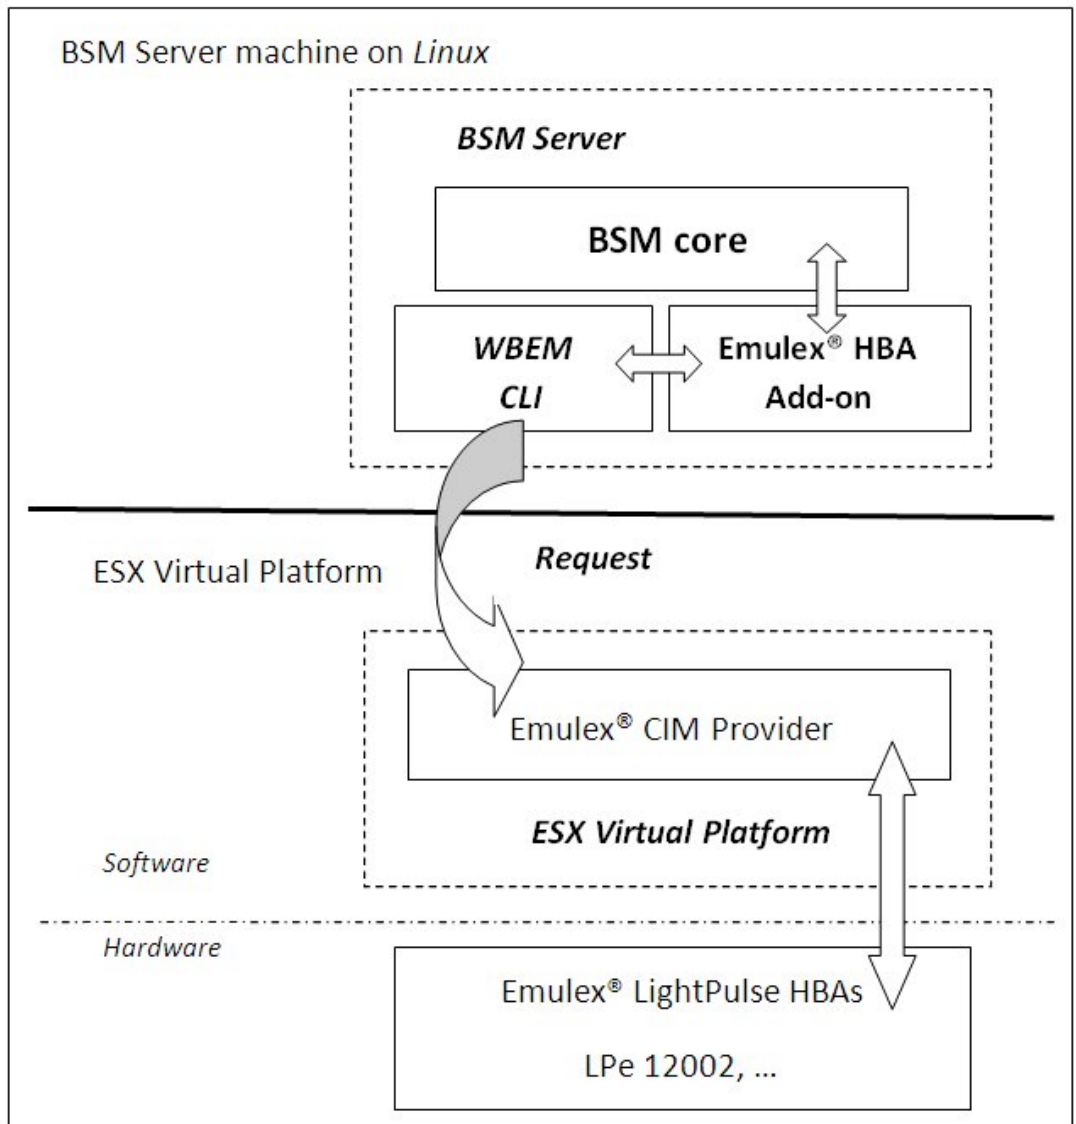 BSM Server machine on Linux
BSM Server
BSM core
WBEM
CLI
Emulex® HBA
Add-on
Request
ESX Virtual Platform
Emulex® CIM Provider
ESX Virtual Platform
Software
Hardware
Emulex® LightPulse HBAs
LPe 12002, ...